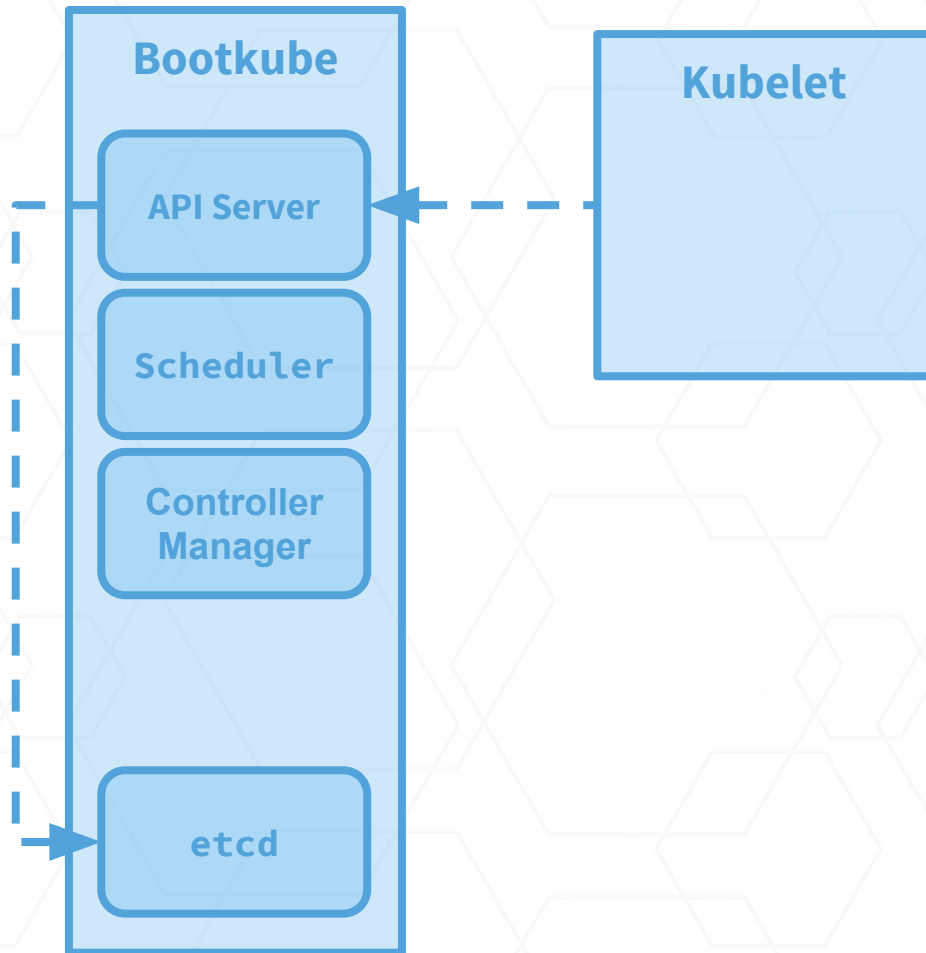 Bootkube
Kubelet
API Server
Scheduler
Controller
Manager
etcd